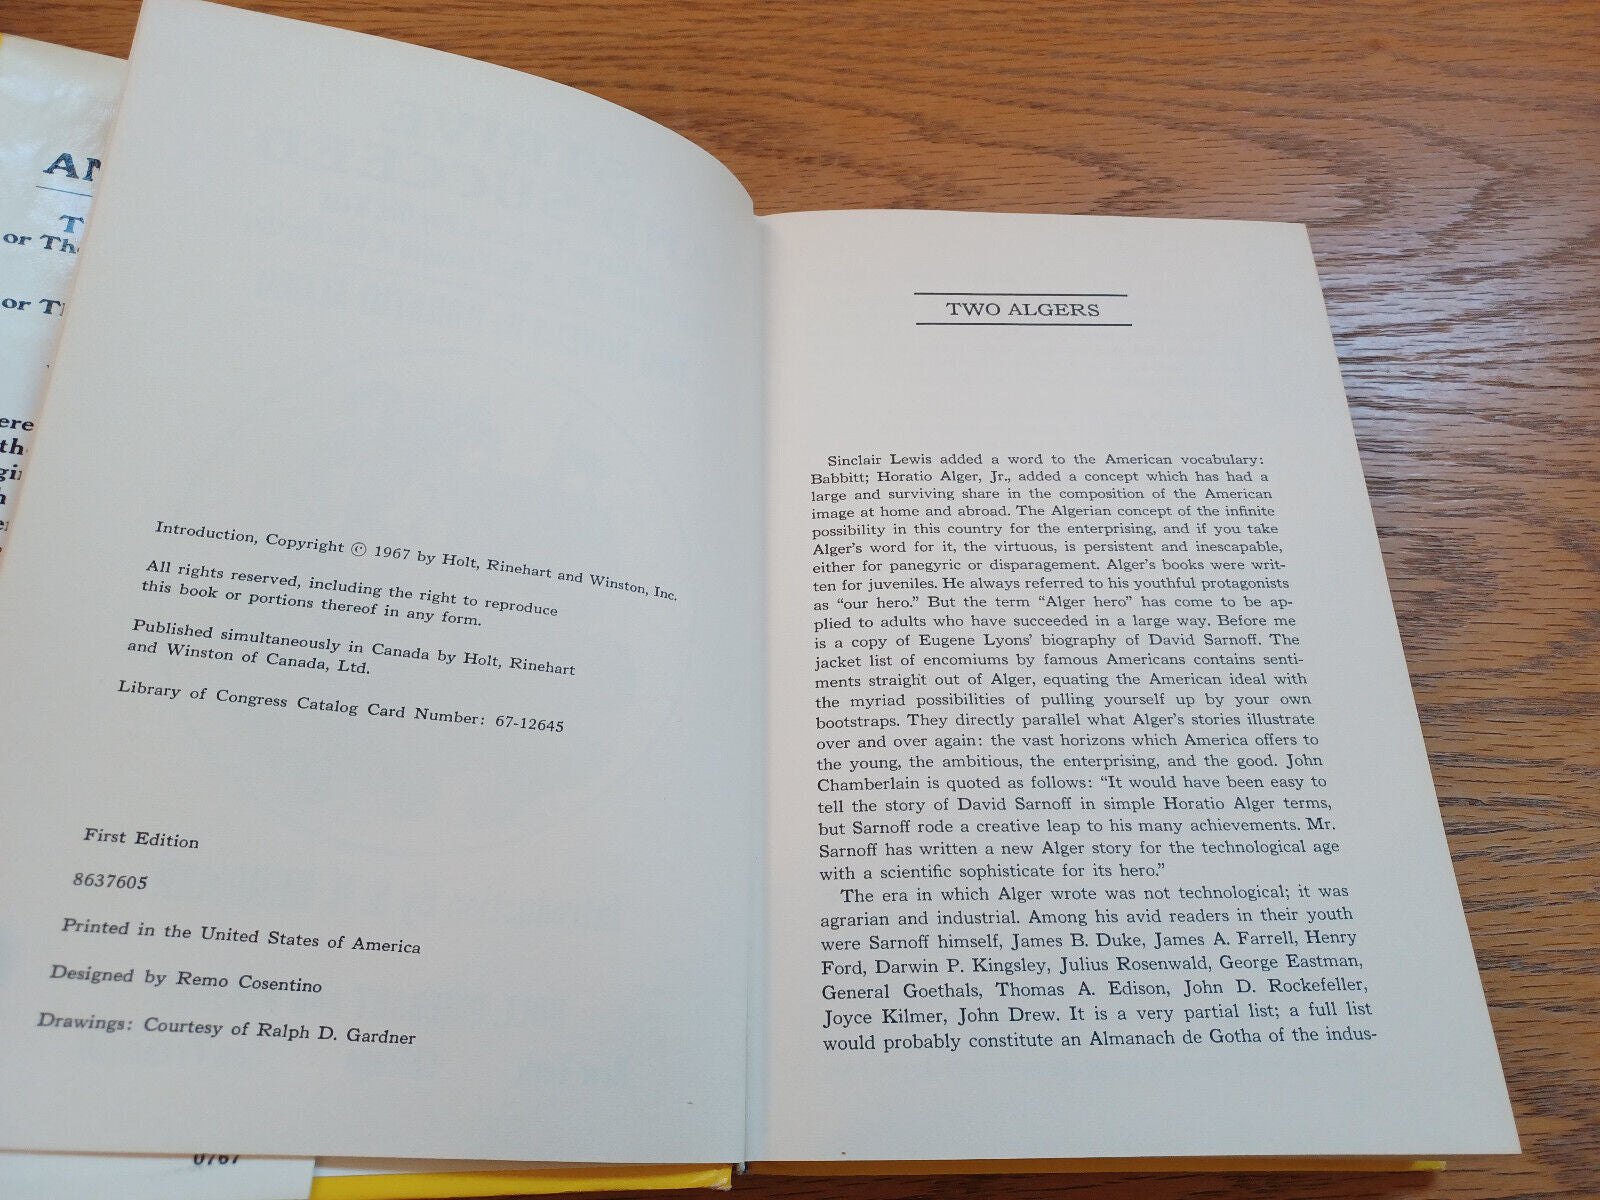 AN
T
or Th
or Th
ere
the
gin
h
er
Introduction, Copyright © 1967 by Holt, Rinehart and Winston, Inc.
All rights reserved, including the right to reproduce
this book or portions thereof in any form.
Published simultaneously in Canada by Holt, Rinehart
and Winston of Canada, Ltd.
Library of Congress Catalog Card Number: 67-12645
First Edition
8637605
Printed in the United States of America
Designed by Remo Cosentino
Drawings: Courtesy of Ralph D. Gardner
0767
TWO ALGERS
Sinclair Lewis added a word to the American vocabulary:
Babbitt; Horatio Alger, Jr., added a concept which has had a
large and surviving share in the composition of the American
image at home and abroad. The Algerian concept of the infinite
possibility in this country for the enterprising, and if you take
Alger's word for it, the virtuous, is persistent and inescapable,
either for panegyric or disparagement. Alger's books were writ-
ten for juveniles. He always referred to his youthful protagonists
as "our hero." But the term "Alger hero" has come to be ap-
plied to adults who have succeeded in a large way. Before me
is a copy of Eugene Lyons' biography of David Sarnoff. The
jacket list of encomiums by famous Americans contains senti-
ments straight out of Alger, equating the American ideal with
the myriad possibilities of pulling yourself up by your own
bootstraps. They directly parallel what Alger's stories illustrate
over and over again: the vast horizons which America offers to
the young, the ambitious, the enterprising, and the good. John
Chamberlain is quoted as follows: "It would have been easy to
tell the story of David Sarnoff in simple Horatio Alger terms,
but Sarnoff rode a creative leap to his many achievements. Mr.
Sarnoff has written a new Alger story for the technological age
with a scientific sophisticate for its hero."
The era in which Alger wrote was not technological; it was
agrarian and industrial. Among his avid readers in their youth
were Sarnoff himself, James B. Duke, James A. Farrell, Henry
Ford, Darwin P. Kingsley, Julius Rosenwald, George Eastman,
General Goethals, Thomas A. Edison, John D. Rockefeller,
Joyce Kilmer, John Drew. It is a very partial list; a full list
would probably constitute an Almanach de Gotha of the indus-